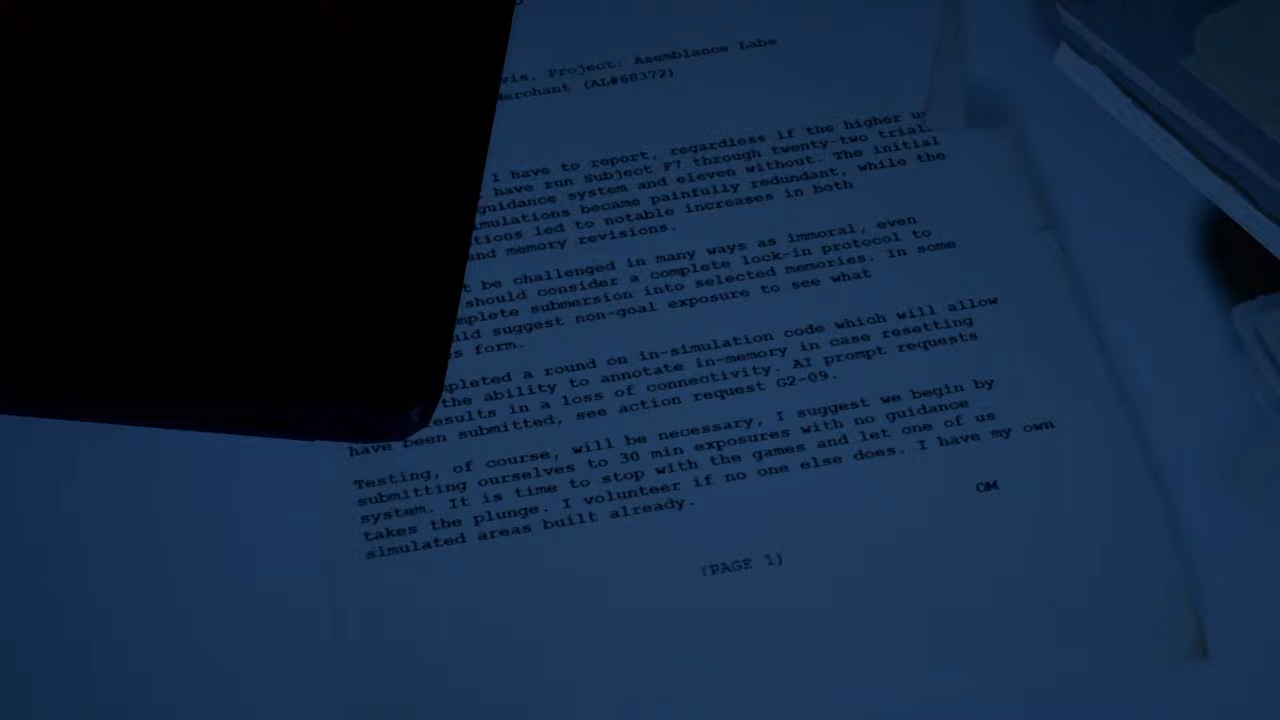 vis. Project: Asemblance Labs
Merchant (AL#68372)
I have to report, regardless if the higher
have run Subject F7 through twenty-two
guidance system and eleven without. The initial
became painfully redundant, while the
led to notable increases in both
and memory revisions.
be challenged in many ways as immoral, even
should consider a complete lock-in protocol to
submersion into selected memories. In some
suggest non-goal exposure to see what
form.
a round on in-simulation code which will allow
the ability to annotate in-memory in case resetting
results in a loss of connectivity. AI prompt requests
have been submitted, see action request G2-09.
Testing, of course, will be necessary, I suggest we begin by
submitting ourselves to 30 min exposures with no guidance
system. It is time to stop with the games and let one of us
takes the plunge. I volunteer if no one else does. I have my own
simulated areas built already.
OM
(PAGE 1)